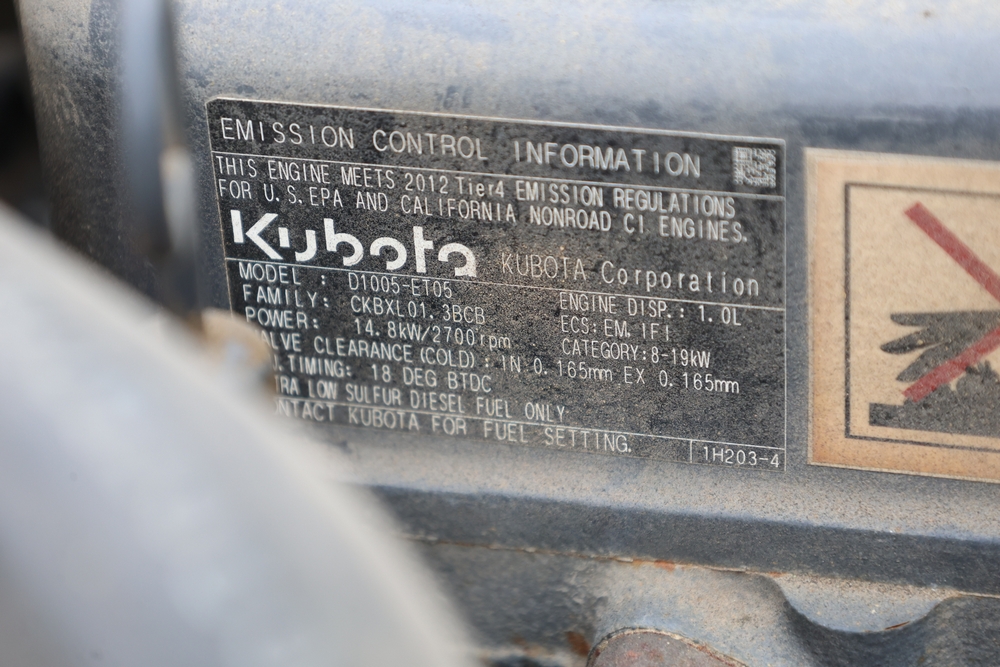 EMISSION CONTROL INFORMATION
THIS ENGINE MEETS 2012 Tier4 EMISSION REGULATIONS
FOR U.S.EPA AND CALIFORNIA NONROAD CI ENGINES.
Kubota KUBOTA Corporation
MODEL : D1005-ET05
FAMILY: CKBXL01.3BCB ENGINE DISP.: 1.0L
POWER: 14.8kW/2700rpm ECS:EM,IFI
CATEGORY:8-19kW
ALVE CLEARANCE(COLD):IN 0.165mm EX 0.165mm
.TIMING: 18 DEG BTDC
RA LOW SULFUR DIESEL FUEL ONLY
NTACT KUBOTA FOR FUEL SETTING.
1H203-4